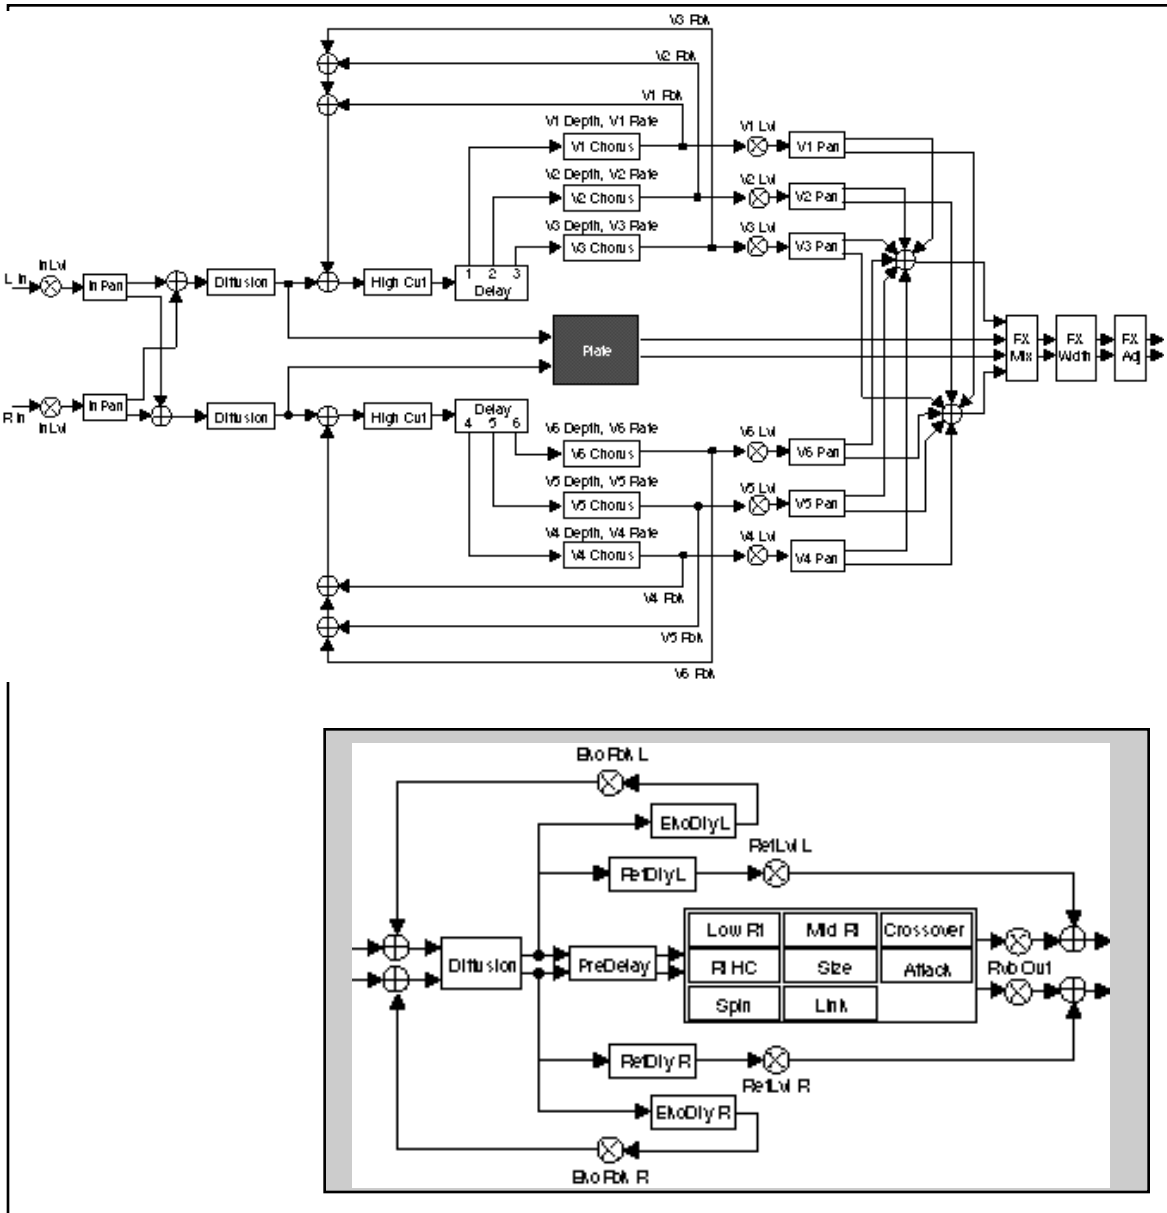 V3 Fbk
V2 Fbk
V1 Fbk
V1 Depth, V1 Rate
V1 Chorus
V1 Lvl
V1 Pan
V2 Depth, V2 Rate
V2 Chorus
V2 Lvl
V2 Pan
V3 Depth, V3 Rate
V3 Chorus
V3 Lvl
V3 Pan
In Lvl
L In
In Pan
Diffusion
High Cut
1 2 3
Delay
Plate
FX Mix
FX Width
FX Adj
R In
In Lvl
In Pan
Diffusion
High Cut
Delay
4 5 6
V6 Depth, V6 Rate
V6 Chorus
V6 Lvl
V6 Pan
V5 Depth, V5 Rate
V5 Chorus
V5 Lvl
V5 Pan
V4 Depth, V4 Rate
V4 Chorus
V4 Lvl
V4 Pan
V4 Fbk
V5 Fbk
V6 Fbk
Eko Fbk L
EkoDly L
RefLvl L
RefDly L
Low Rt
Mid Rt
Crossover
Diffusion
PreDelay
Rt HC
Size
Attack
Rvb Out
Spin
Link
RefDly R
RefLvl R
EkoDly R
Eko Fbk R